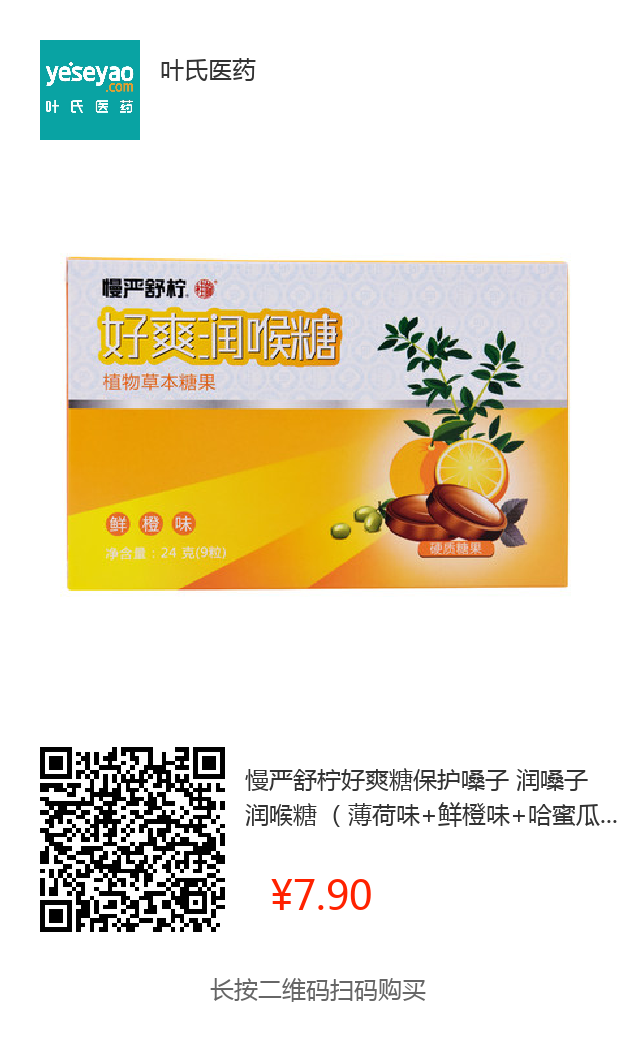 yeseyao
.com
叶氏医药
叶氏医药
慢严舒柠
好爽润喉糖
植物草本糖果
鲜橙味
净含量：24 克(9粒)
硬质糖果
慢严舒柠好爽糖保护嗓子 润嗓子
润喉糖 （薄荷味+鲜橙味+哈蜜瓜...
¥7.90
长按二维码扫码购买